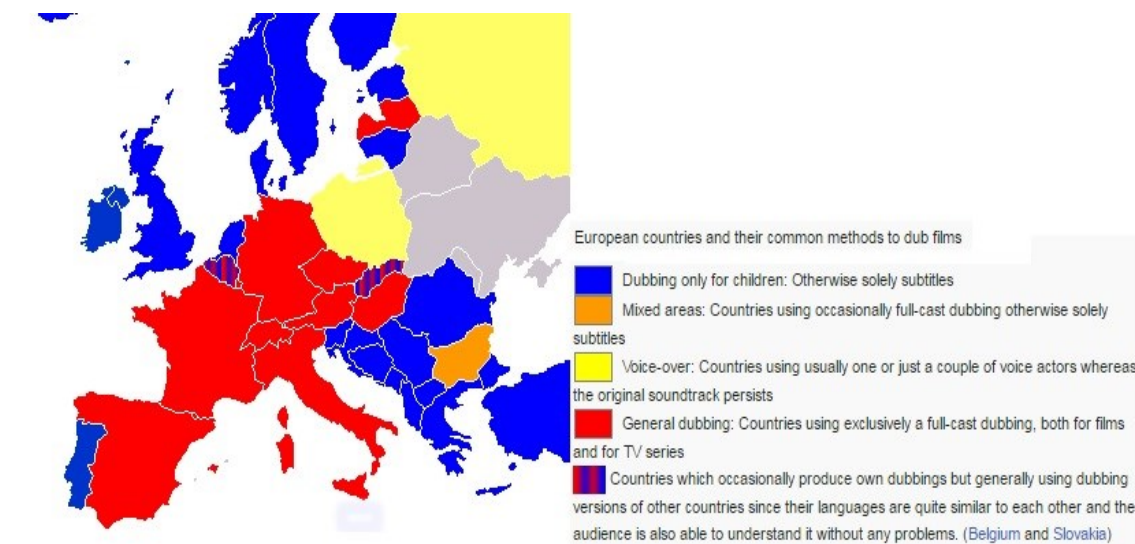 European countries and their common methods to dub films
Dubbing only for children: Otherwise solely subtitles
Mixed areas: Countries using occasionally full-cast dubbing otherwise solely
subtitles
Voice-over: Countries using usually one or just a couple of voice actors whereas
the original soundtrack persists
General dubbing: Countries using exclusively a full-cast dubbing, both for films
and for TV series
Countries which occasionally produce own dubbings but generally using dubbing
versions of other countries since their languages are quite similar to each other and the
audience is also able to understand it without any problems. (Belgium and Slovakia)